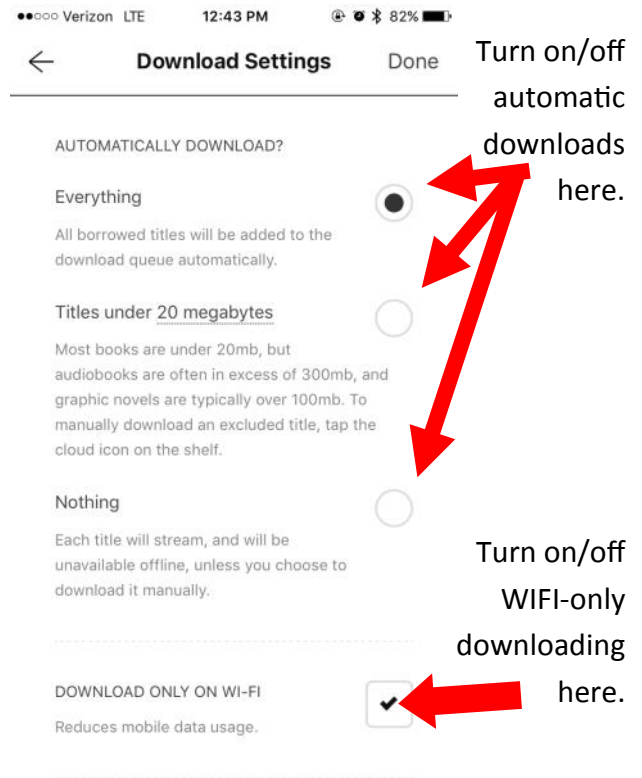 Verizon LTE 12:43 PM 82%
Download Settings Done
Turn on/off
automatic
downloads
here.
AUTOMATICALLY DOWNLOAD?
Everything
All borrowed titles will be added to the
download queue automatically.
Titles under 20 megabytes
Most books are under 20mb, but
audiobooks are often in excess of 300mb, and
graphic novels are typically over 100mb. To
manually download an excluded title, tap the
cloud icon on the shelf.
Nothing
Each title will stream, and will be
unavailable offline, unless you choose to
download it manually.
Turn on/off
WIFI-only
downloading
here.
DOWNLOAD ONLY ON WI-FI
Reduces mobile data usage.